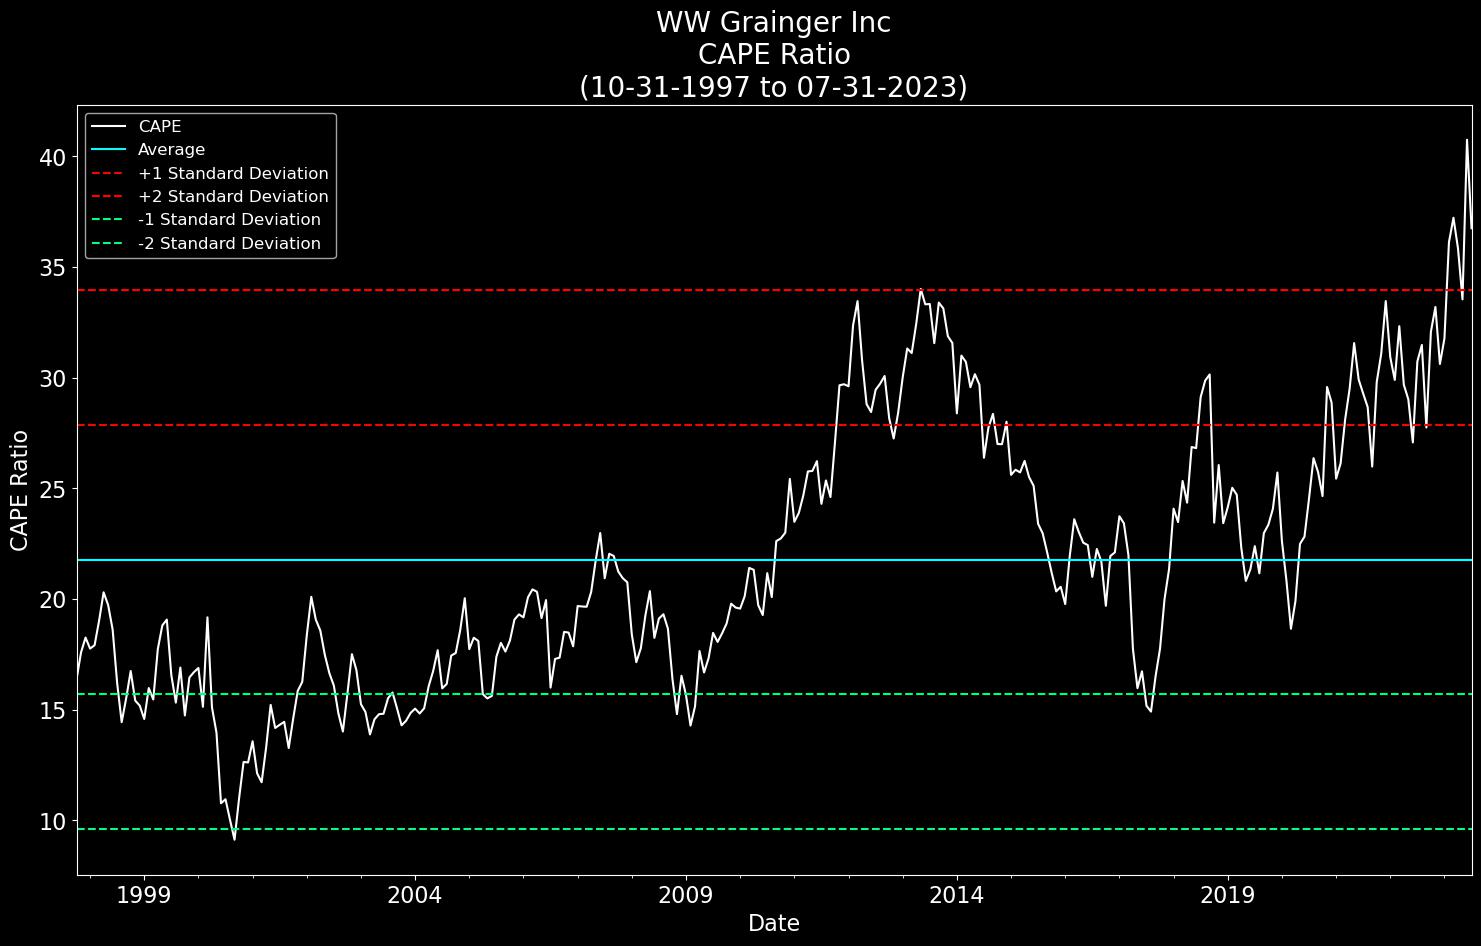 WW Grainger Inc
CAPE Ratio
(10-31-1997 to 07-31-2023)
CAPE
Average
+1 Standard Deviation
+2 Standard Deviation
-1 Standard Deviation
-2 Standard Deviation
40
35
30
25
20
15
10
CAPE Ratio
1999 2004 2009 2014 2019
Date